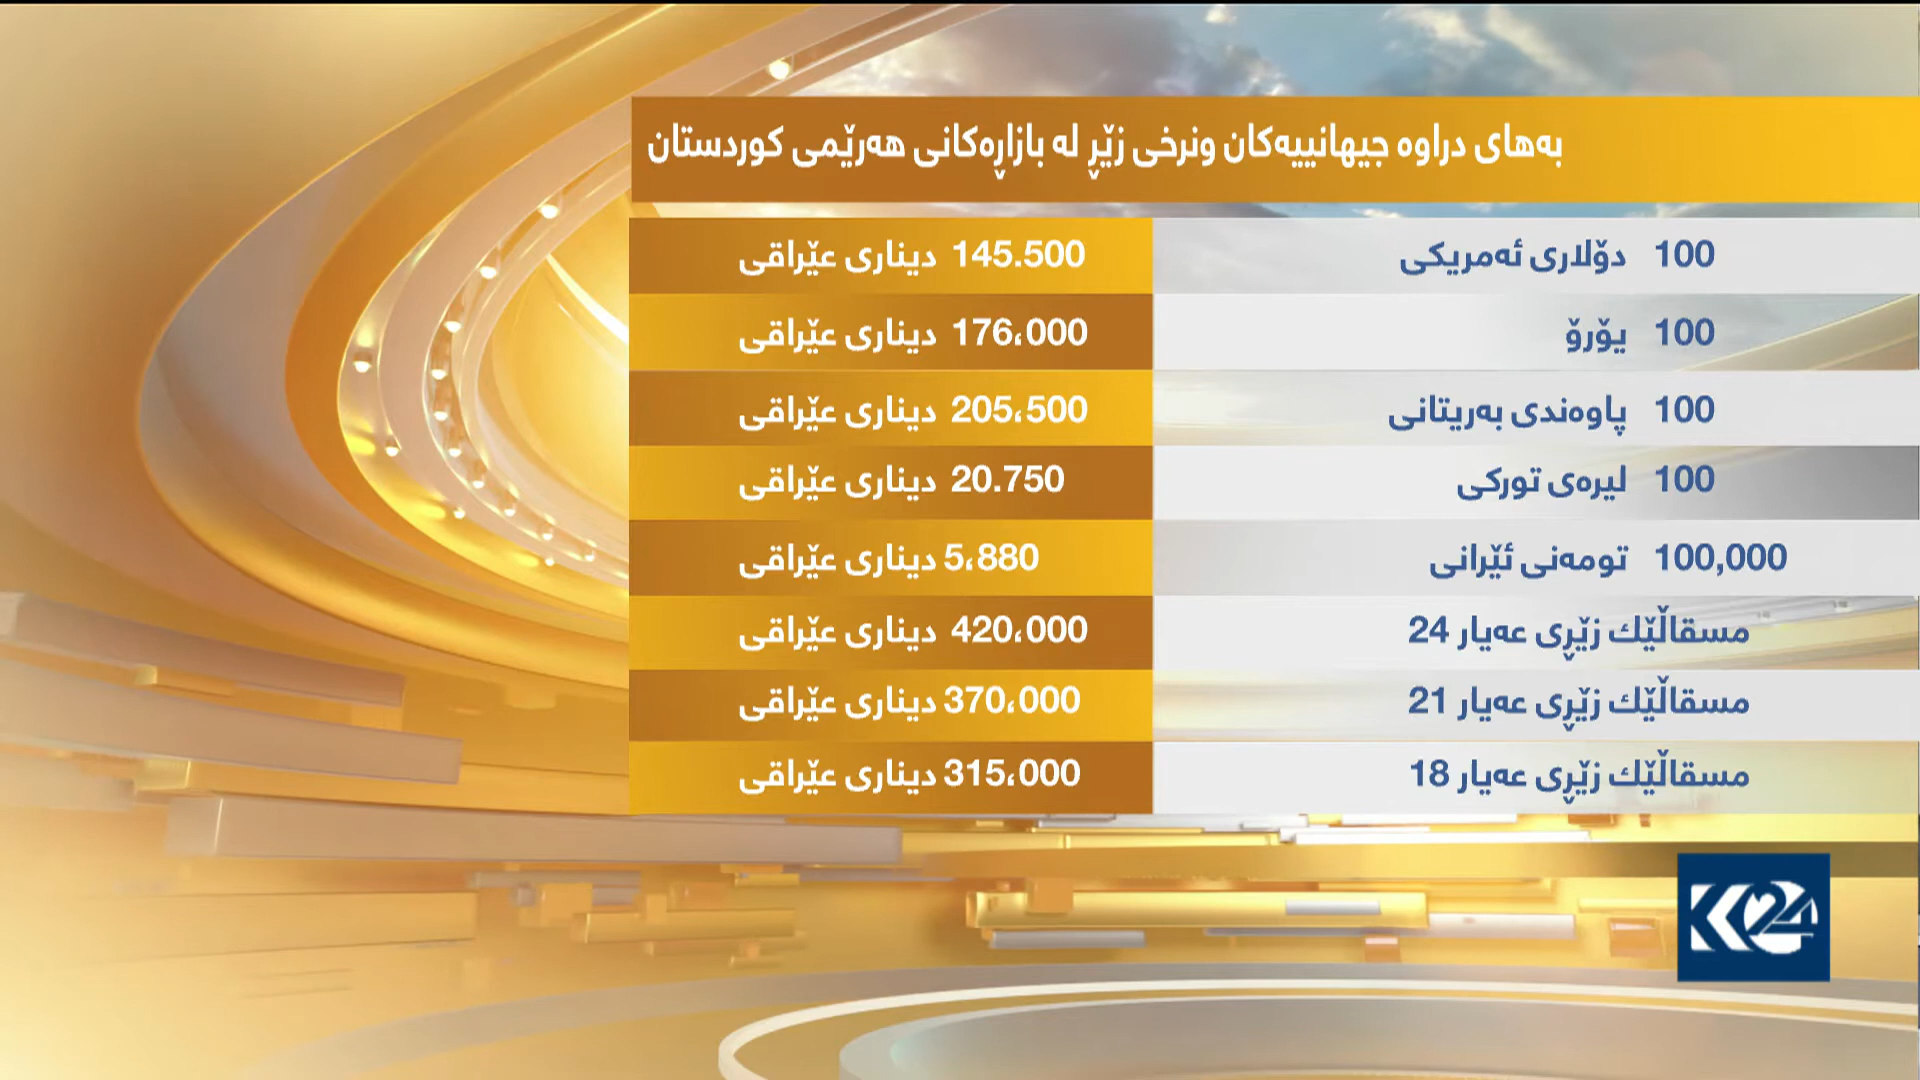 بەهای دراوە جیهانییەکان ونرخی زێڕ لە بازاڕەکانی هەرێمی کوردستان
100 دۆلاری ئەمریکی 145.500 دیناری عێراقی
100 یۆرۆ 176،000 دیناری عێراقی
100 پاوەندی بەریتانی 205،500 دیناری عێراقی
100 لیرەی تورکی 20.750 دیناری عێراقی
100,000 تومەنی ئێرانی 5،880 دیناری عێراقی
مسقاڵێك زێڕی عەیار 24 420،000 دیناری عێراقی
مسقاڵێك زێڕی عەیار 21 370،000 دیناری عێراقی
مسقاڵێك زێڕی عەیار 18 315،000 دیناری عێراقی
K24